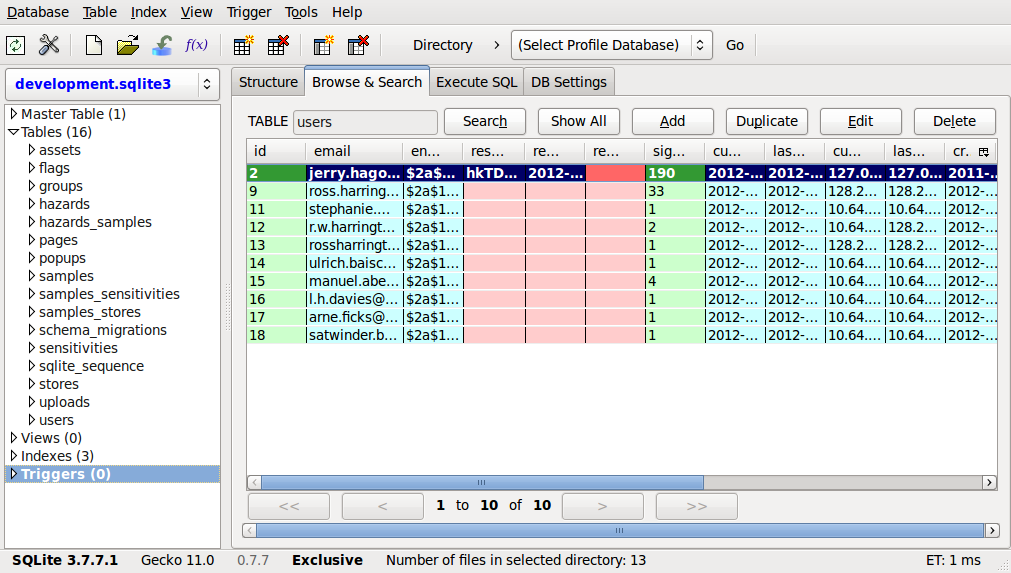 Database Table Index View Trigger Tools Help
f(x) Directory > (Select Profile Database) Go
development.sqlite3
Master Table (1)
Tables (16)
assets
flags
groups
hazards
hazards_samples
pages
popups
samples
samples_sensitivities
samples_stores
schema_migrations
sensitivities
sqlite_sequence
stores
uploads
users
Views (0)
Indexes (3)
Triggers (0)
Structure Browse & Search Execute SQL DB Settings
TABLE users Search Show All Add Duplicate Edit Delete
id email en... res... re... re... sig... cu... las... cu... las... cr.
2 jerry.hago... $2a$... hkTD... 2012-... 190 2012-... 2012-... 127.0... 127.0... 2011-...
9 ross.harring... $2a$1... 33 2012-... 2012-... 128.2... 128.2... 2012-...
11 stephanie.... $2a$1... 1 2012-... 2012-... 10.64.... 10.64.... 2012-...
12 r.w.harringt... $2a$1... 2 2012-... 2012-... 10.64.... 128.2... 2012-...
13 rossharringt... $2a$1... 1 2012-... 2012-... 128.2... 128.2... 2012-...
14 ulrich.baisc... $2a$1... 1 2012-... 2012-... 10.64.... 10.64.... 2012-...
15 manuel.abe... $2a$1... 4 2012-... 2012-... 10.64.... 10.64.... 2012-...
16 l.h.davies@... $2a$1... 1 2012-... 2012-... 10.64.... 10.64.... 2012-...
17 arne.ficks@... $2a$1... 1 2012-... 2012-... 10.64.... 10.64.... 2012-...
18 satwinder.b... $2a$1... 1 2012-... 2012-... 10.64.... 10.64.... 2012-...
<< < 1 to 10 of 10 > >>
SQLite 3.7.7.1 Gecko 11.0 0.7.7 Exclusive Number of files in selected directory: 13 ET: 1 ms